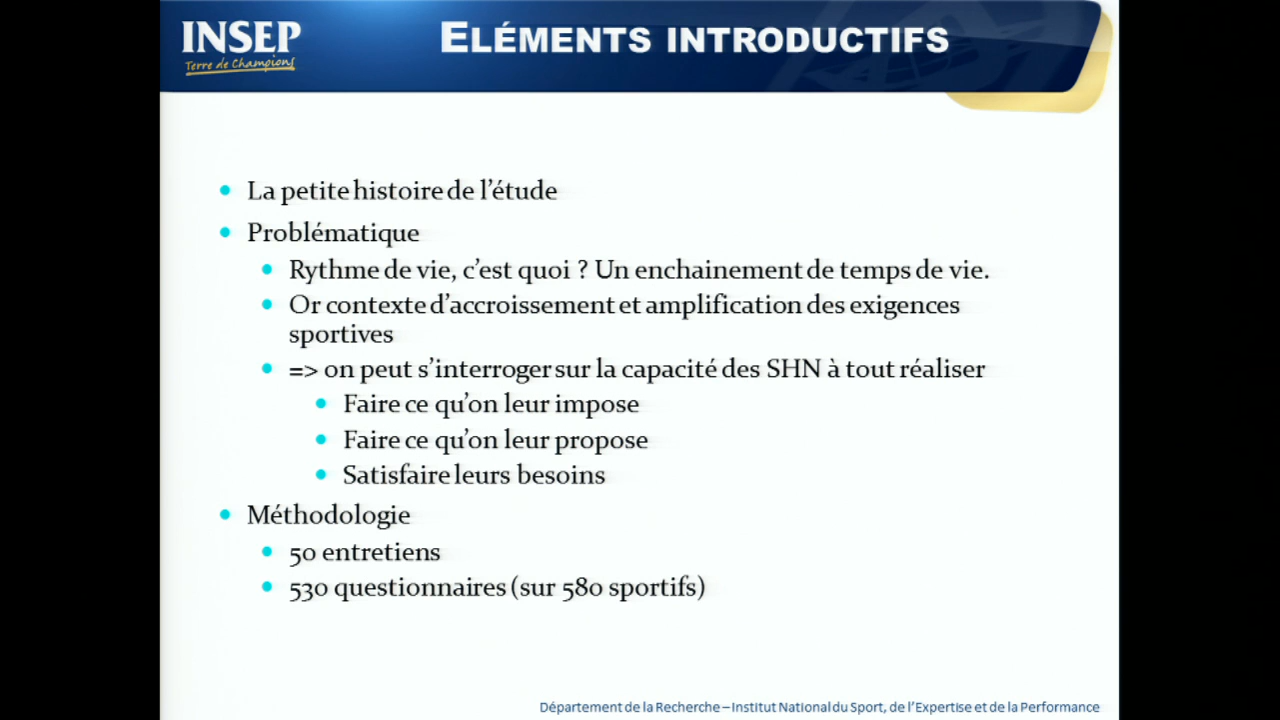 INSEP
Terre de Champions
ELÉMENTS INTRODUCTIFS
• La petite histoire de l’étude
• Problématique
• Rythme de vie, c’est quoi ? Un enchainement de temps de vie.
• Or contexte d’accroissement et amplification des exigences
sportives
• => on peut s’interroger sur la capacité des SHN à tout réaliser
• Faire ce qu’on leur impose
• Faire ce qu’on leur propose
• Satisfaire leurs besoins
• Méthodologie
• 50 entretiens
• 530 questionnaires (sur 580 sportifs)
Département de la Recherche – Institut National du Sport, de l’Expertise et de la Performance